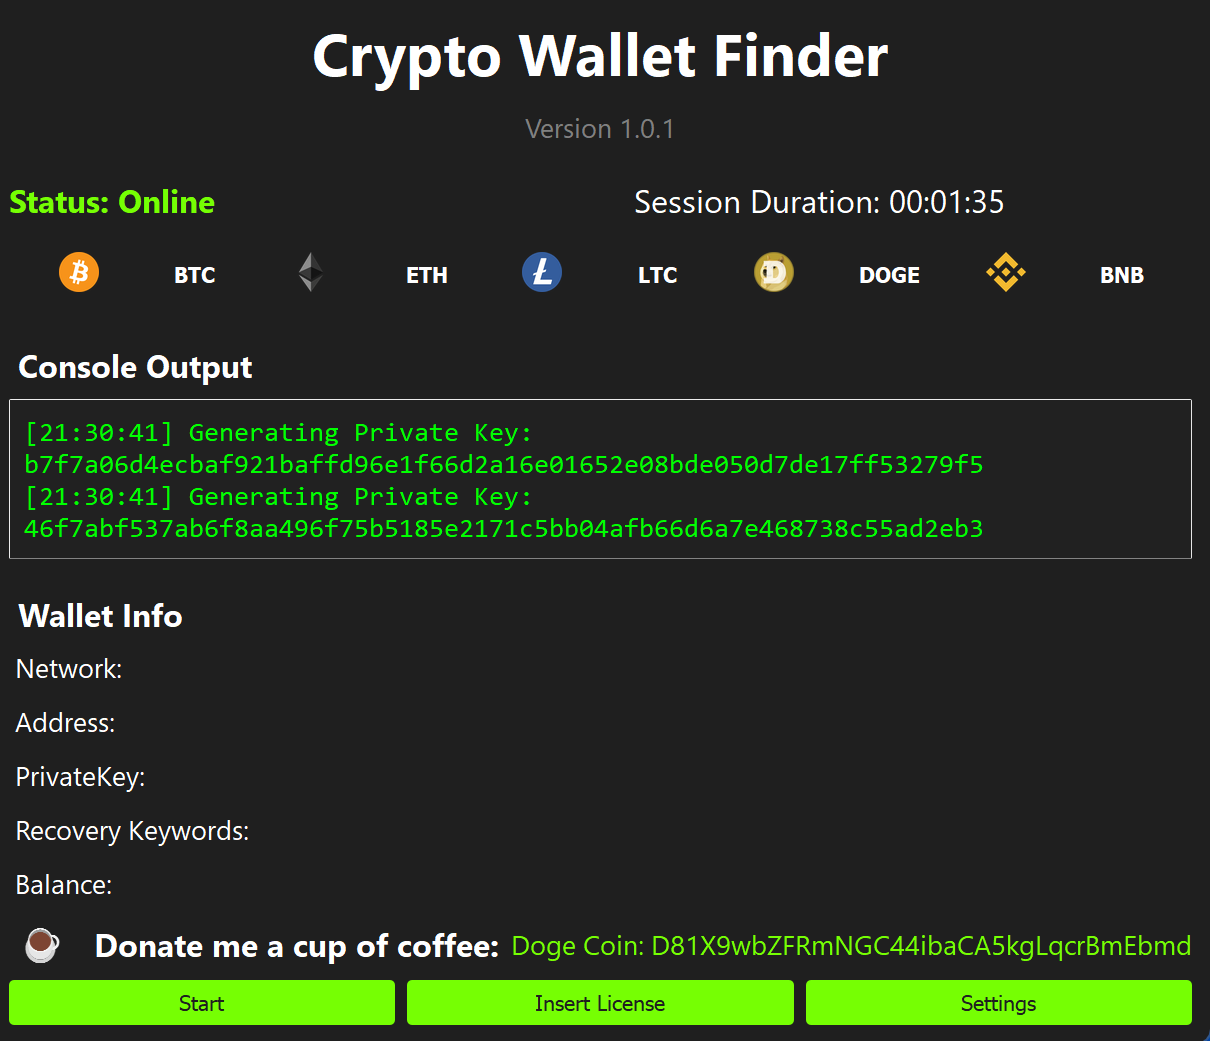 Crypto Wallet Finder
Version 1.0.1
Status: Online Session Duration: 00:01:35
BTC ETH LTC DOGE BNB
Console Output
[21:30:41] Generating Private Key:
b7f7a06d4ecbaf921baffd96e1f66d2a16e01652e08bde050d7de17ff53279f5
[21:30:41] Generating Private Key:
46f7abf537ab6f8aa496f75b5185e2171c5bb04afb66d6a7e468738c55ad2eb3
Wallet Info
Network:
Address:
PrivateKey:
Recovery Keywords:
Balance:
Donate me a cup of coffee: Doge Coin: D81X9wbZFRmNGC44ibaCA5kgLqcrBmEbmd
Start Insert License Settings